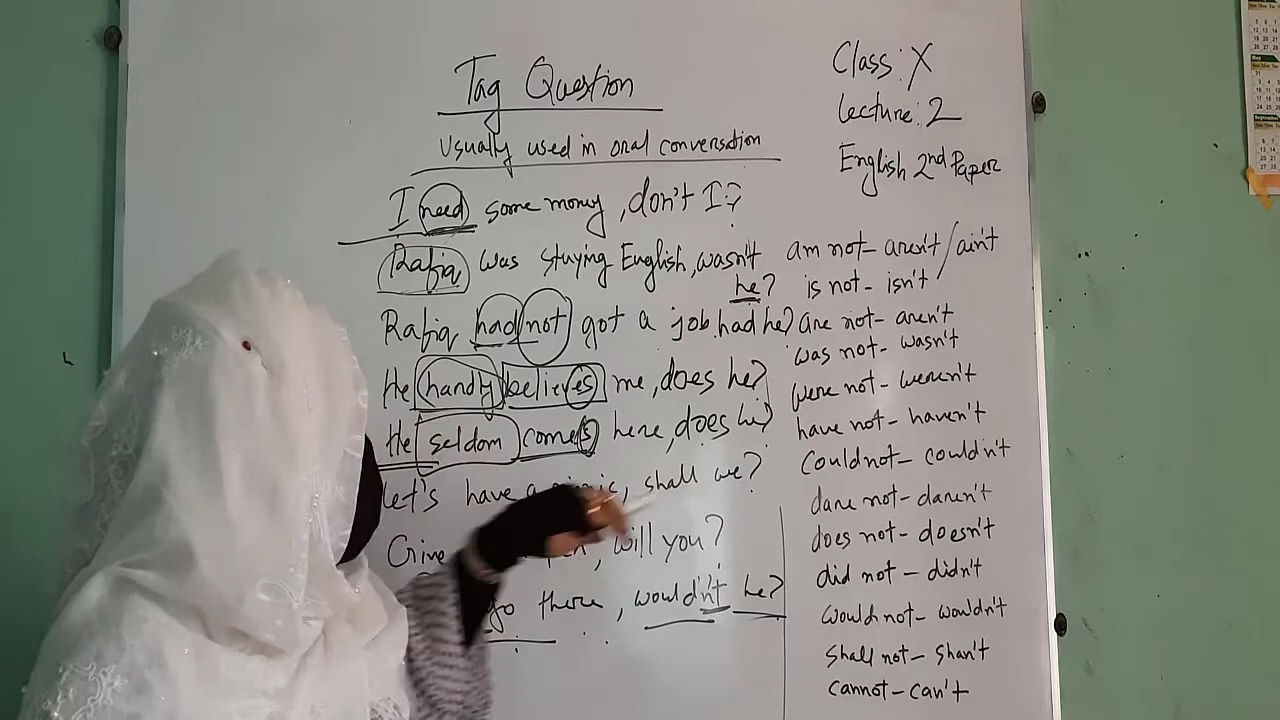 Tag Question
Usually used in oral conversation
I need some money, don't I?
Rafiq was stuying English, wasn't he?
Rafiq had not got a job, had he?
He hardly believes me, does he?
He seldom comes here, does he?
Let's have a picnic, shall we?
Give, will you?
go there, wouldn't he?
Class: X
Lecture: 2
English 2nd Paper
am not - aren't/ain't
is not - isn't
are not - aren't
was not - wasn't
were not - weren't
have not - haven't
Could not - couldn't
dare not - daren't
does not - doesn't
did not - didn't
would not - wouldn't
Shall not - shan't
cannot - can't